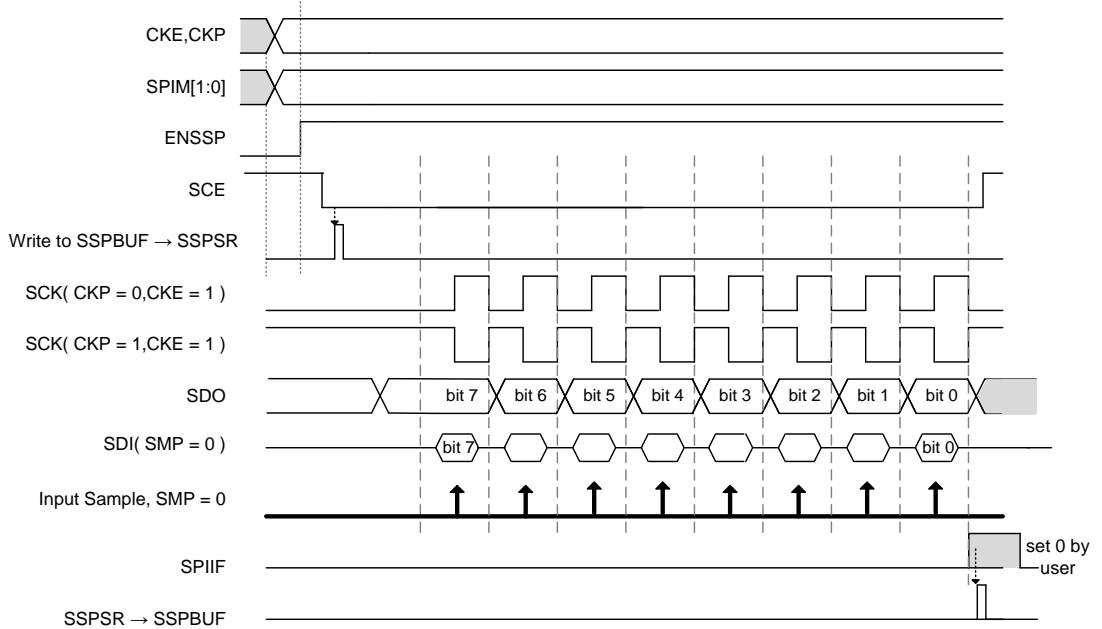 CKE,CKP
SPIM[1:0]
ENSSP
SCE
Write to SSPBUF → SSPSR
SCK( CKP = 0,CKE = 1 )
SCK( CKP = 1,CKE = 1 )
SDO bit 7 bit 6 bit 5 bit 4 bit 3 bit 2 bit 1 bit 0
SDI( SMP = 0 ) bit 7 bit 0
Input Sample, SMP = 0
SPIIF set 0 by
user
SSPSR → SSPBUF